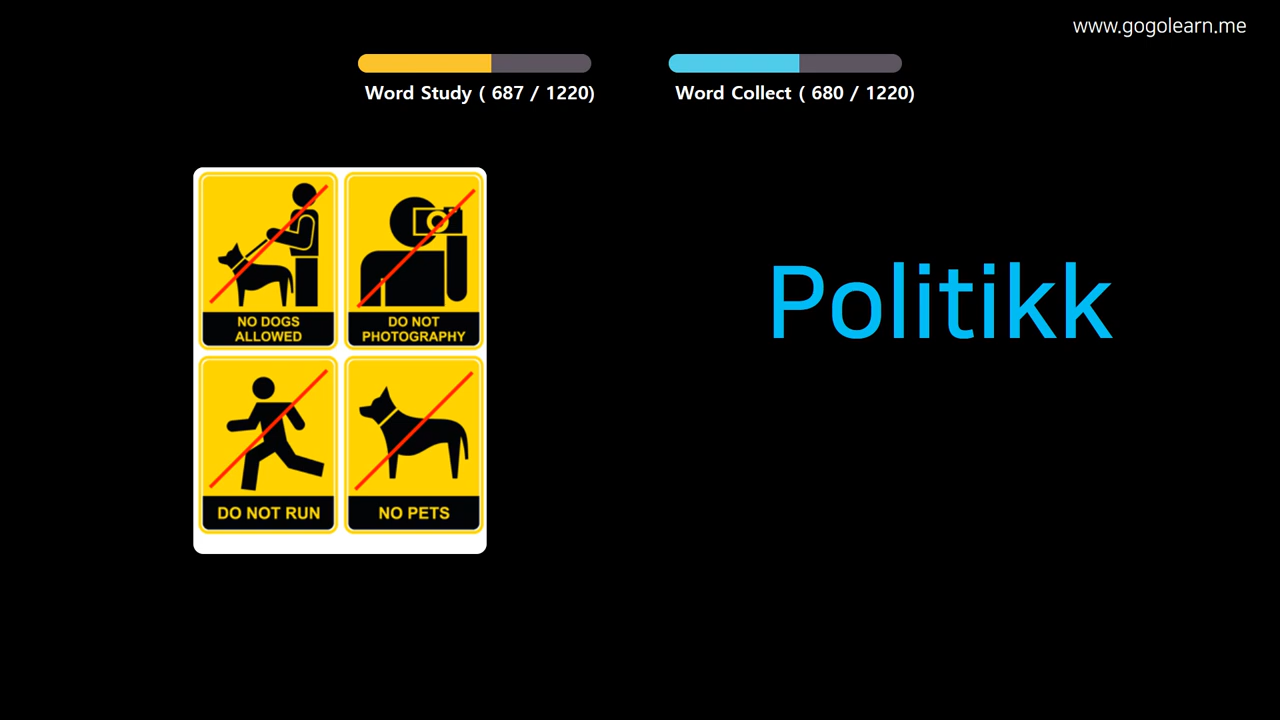 www.gogolearn.me
Word Study ( 687 / 1220)
Word Collect ( 680 / 1220)
NO DOGS
ALLOWED
DO NOT
PHOTOGRAPHY
Politikk
DO NOT RUN
NO PETS